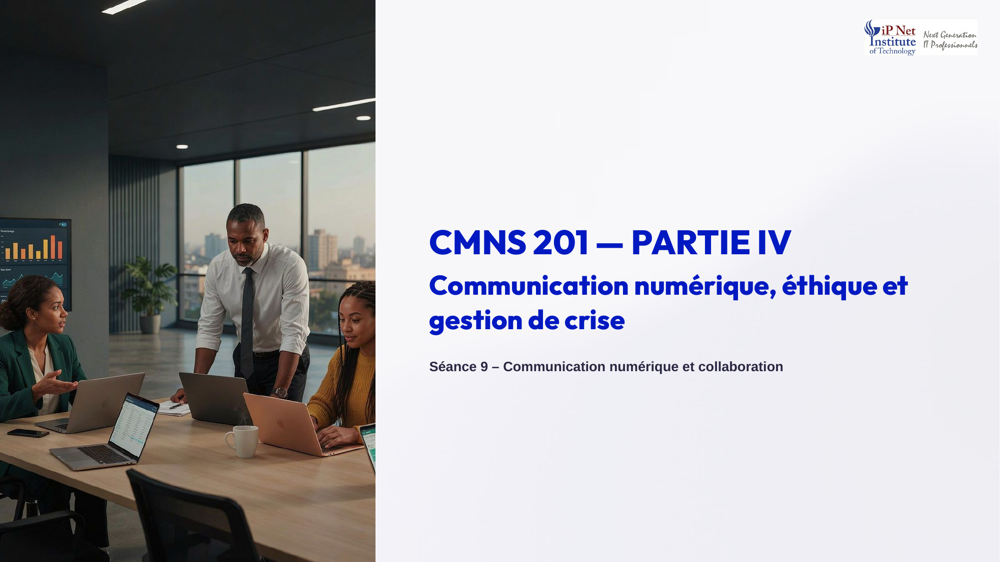 iP Net
Institute
of Technology
Next Generation
IT Professionnels
CMNS 201 — PARTIE IV
Communication numérique, éthique et
gestion de crise
Séance 9 – Communication numérique et collaboration